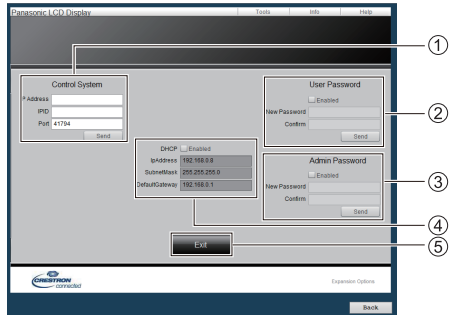 Panasonic LCD Display
Tools Info Help
①
Control System
IP Address
IPID
Port 41794
Send
User Password
Enabled
New Password
Confirm
Send
②
DHCP Enabled
IpAddress 192.168.0.8
SubnetMask 255.255.255.0
DefaultGateway 192.168.0.1
Admin Password
Enabled
New Password
Confirm
Send
③
④
Exit
⑤
CRESTRON
connected
Expansion Options
Back